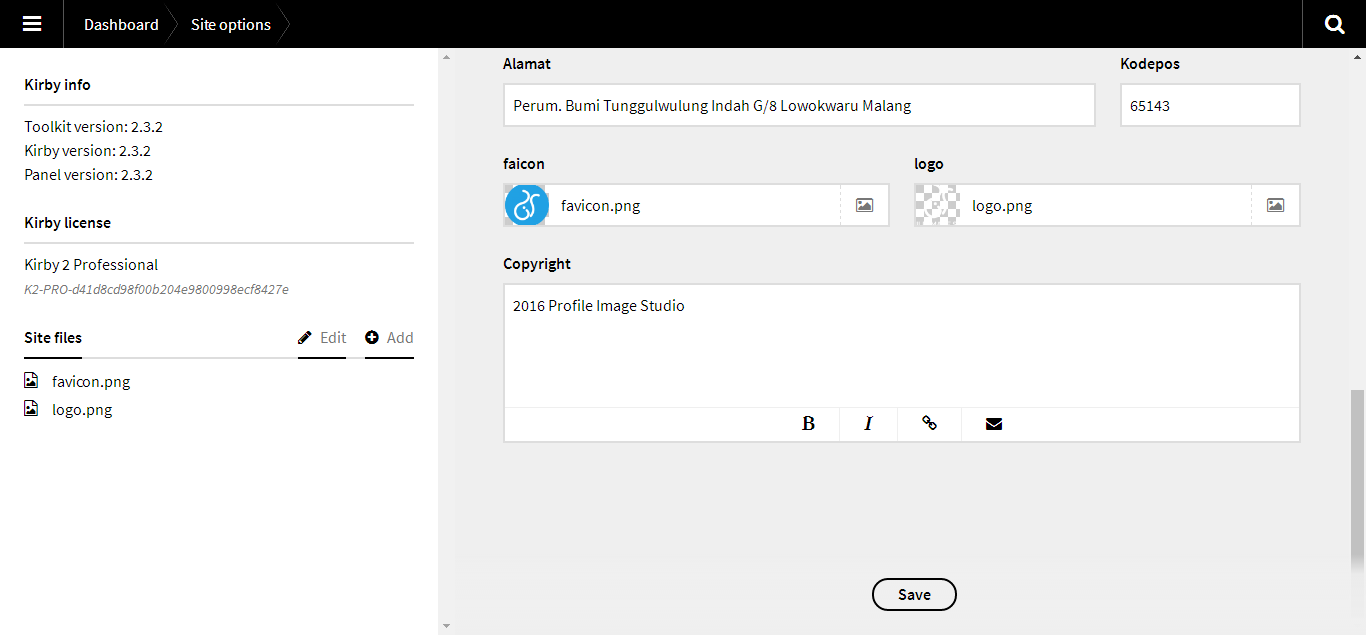 Dashboard
Site options
Kirby info
Toolkit version: 2.3.2
Kirby version: 2.3.2
Panel version: 2.3.2
Kirby license
Kirby 2 Professional
K2-PRO-d41d8cd98f00b204e9800998ecf8427e
Site files
Edit
Add
favicon.png
logo.png
Alamat
Kodepos
Perum. Bumi Tunggulwulung Indah G/8 Lowokwaru Malang
65143
faicon
logo
favicon.png
logo.png
Copyright
2016 Profile Image Studio
B
I
Save